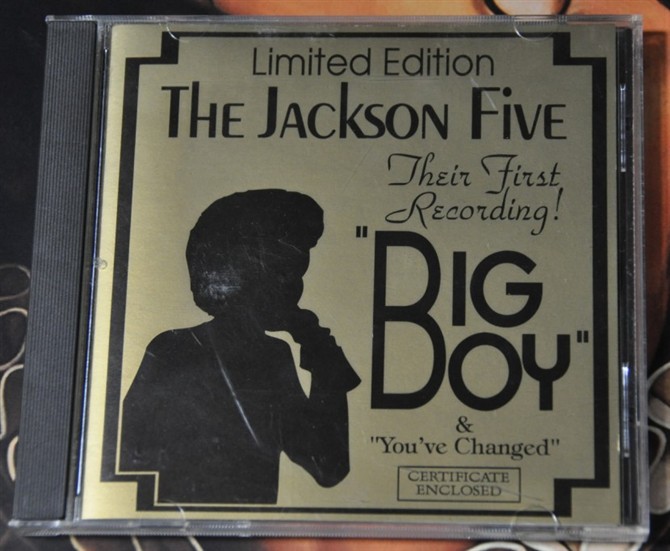 Limited Edition
THE JACKSON FIVE
Their First
Recording!
"BIG
BOY"
&
"You've Changed"
CERTIFICATE
ENCLOSED